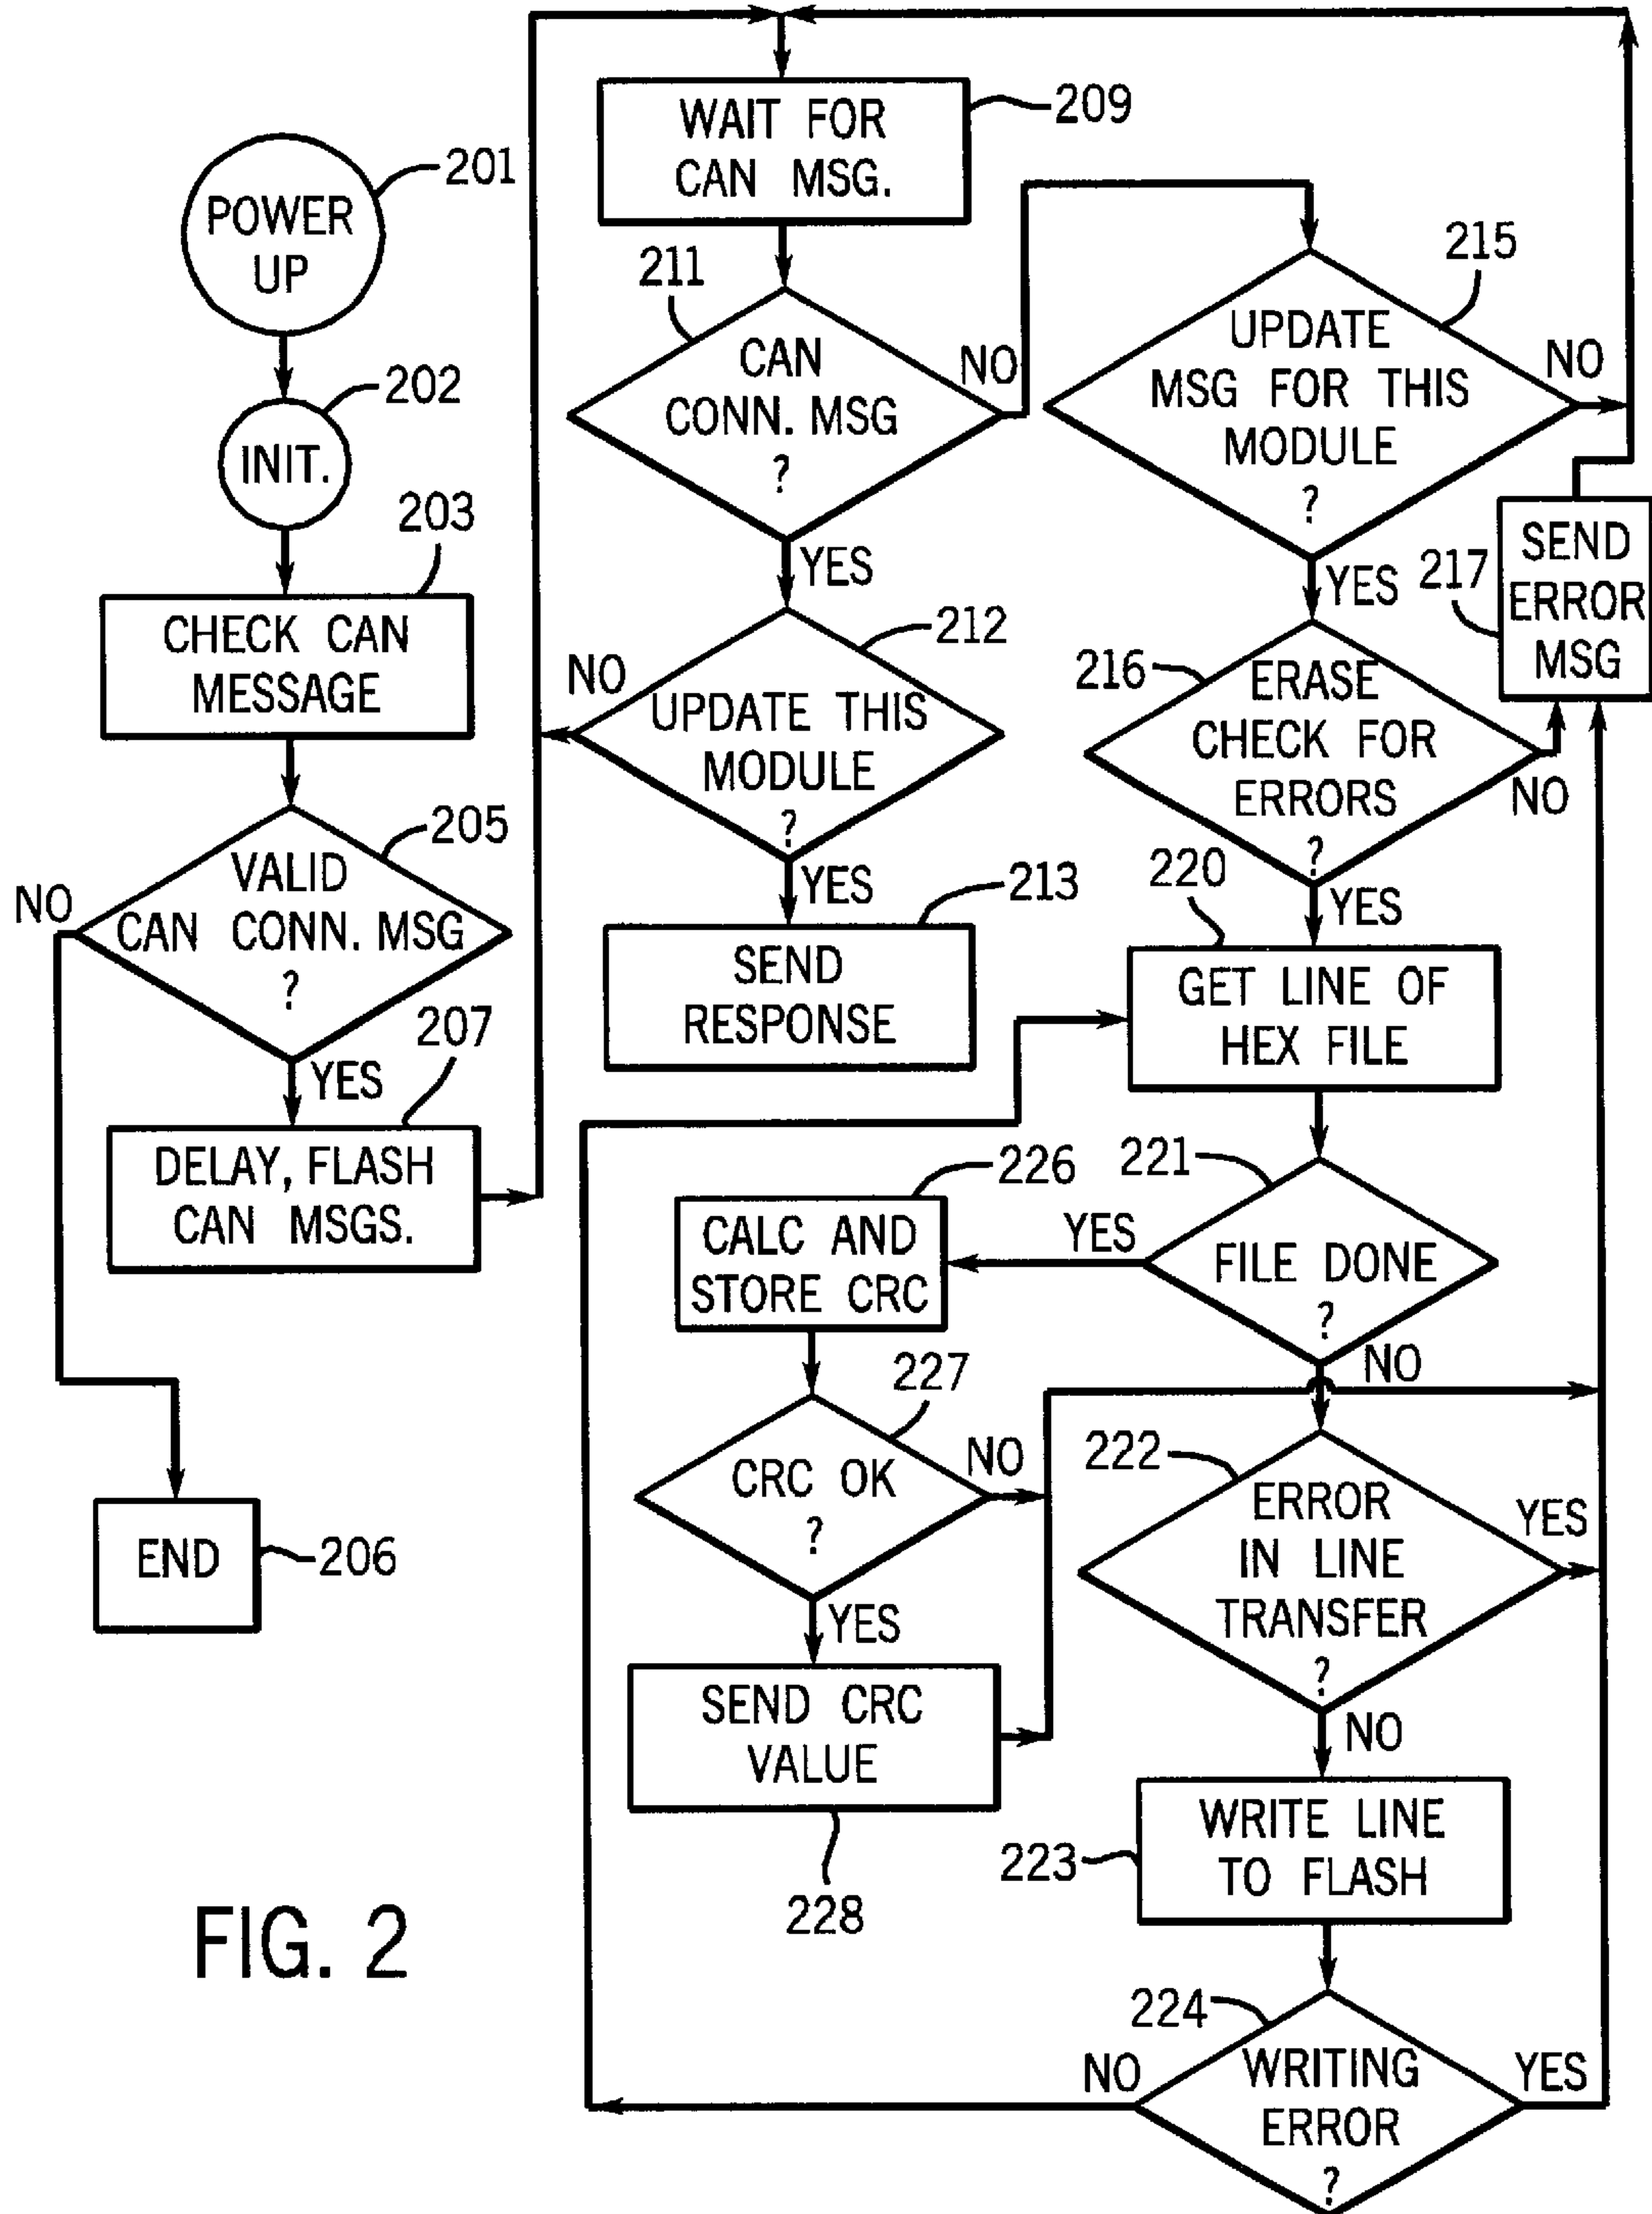 POWER
UP
201
INIT.
202
203
CHECK CAN
MESSAGE
205
VALID
CAN CONN. MSG
?
NO
YES
207
DELAY, FLASH
CAN MSGS.
END
206
WAIT FOR
CAN MSG.
209
211
CAN
CONN. MSG
?
NO
YES
212
UPDATE THIS
MODULE
?
NO
YES
213
SEND
RESPONSE
215
UPDATE
MSG FOR THIS
MODULE
?
NO
YES
217
SEND
ERROR
MSG
216
ERASE
CHECK FOR
ERRORS
?
NO
YES
220
GET LINE OF
HEX FILE
221
FILE DONE
?
YES
NO
226
CALC AND
STORE CRC
227
CRC OK
?
NO
YES
SEND CRC
VALUE
228
222
ERROR
IN LINE
TRANSFER
?
YES
NO
WRITE LINE
TO FLASH
223
224
WRITING
ERROR
?
NO
YES
FIG. 2